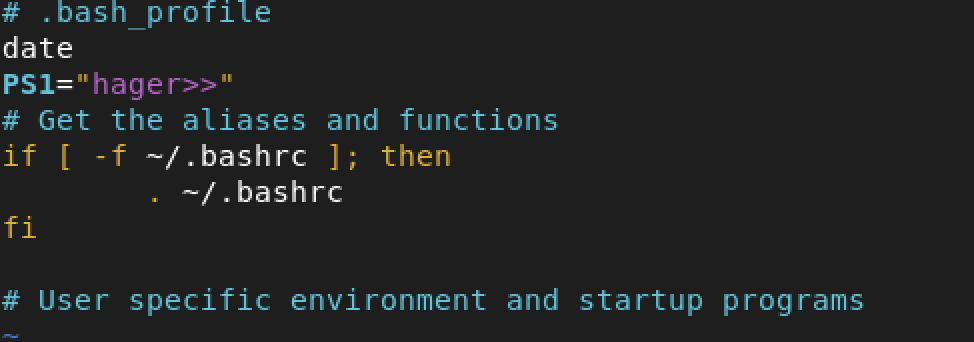 # .bash_profile
date
PS1="hager>>"
# Get the aliases and functions
if [ -f ~/.bashrc ]; then
        . ~/.bashrc
fi

# User specific environment and startup programs
~